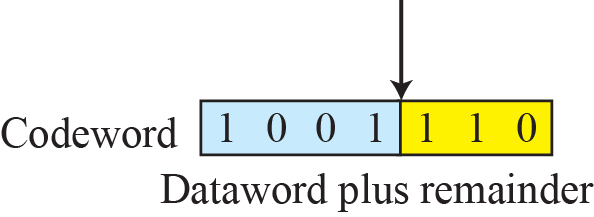 Codeword 1 0 0 1 1 1 0
Dataword plus remainder